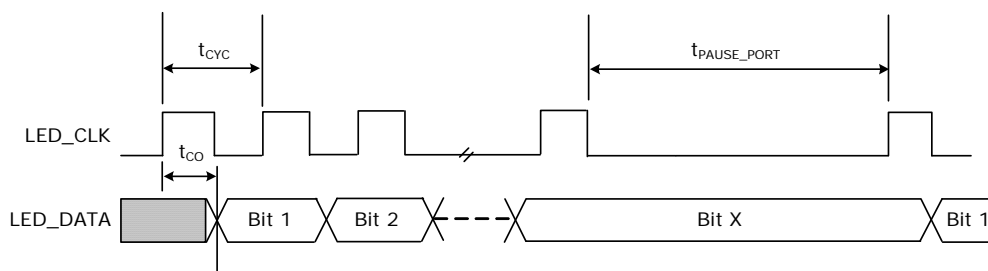 tCYC
tPAUSE_PORT
LED_CLK
tCO
LED_DATA
Bit 1
Bit 2
Bit X
Bit 1